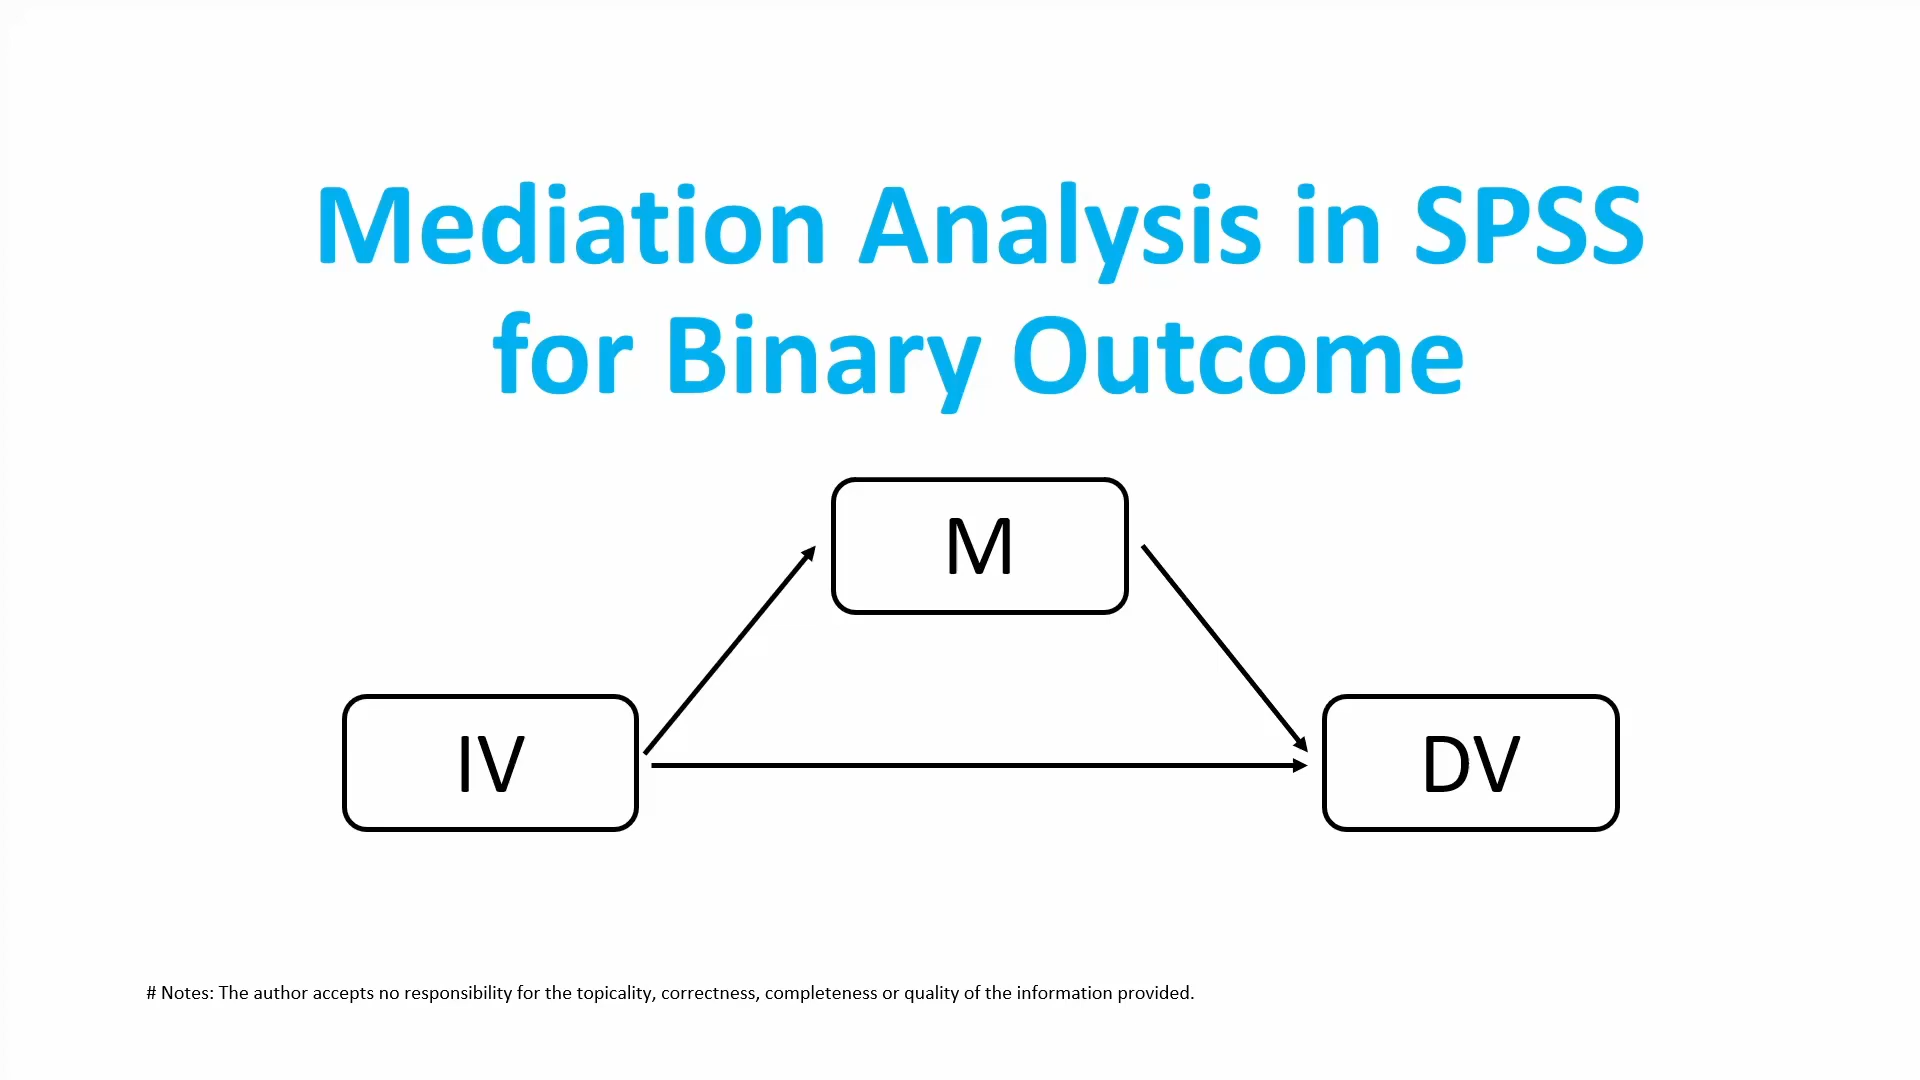 Mediation Analysis in SPSS
for Binary Outcome
M
IV
DV
# Notes: The author accepts no responsibility for the topicality, correctness, completeness or quality of the information provided.